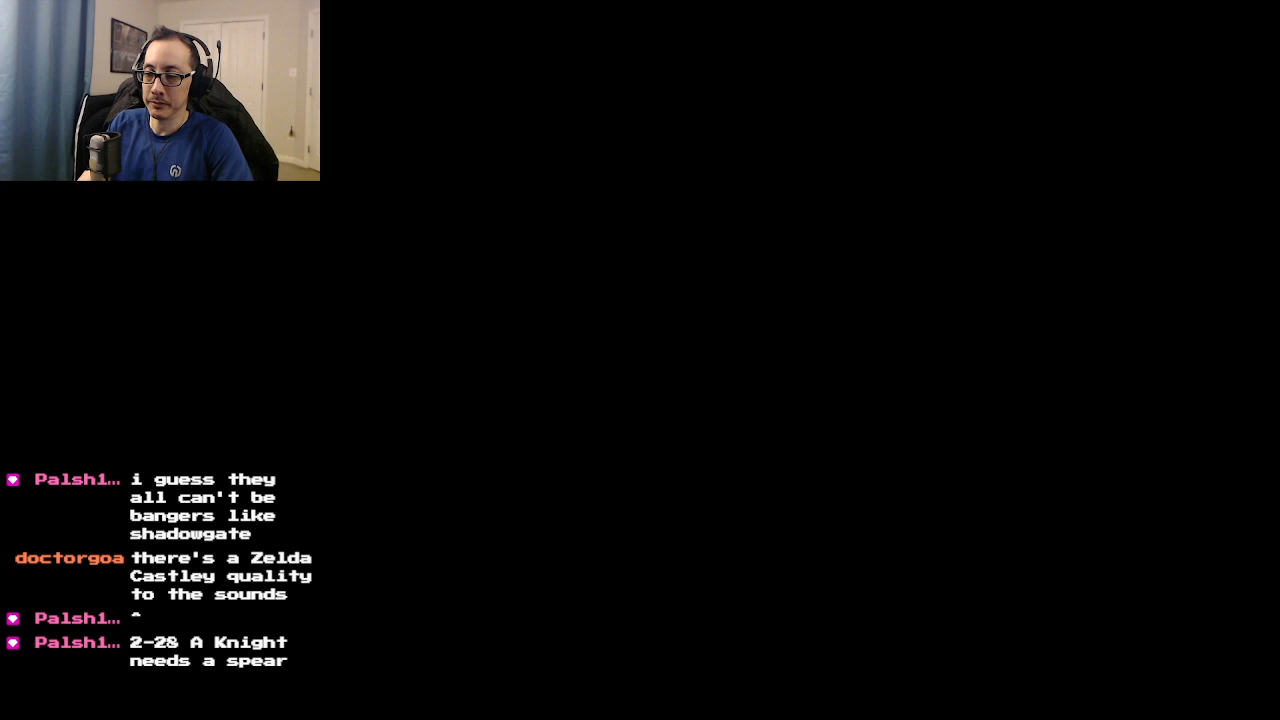 Palsh1... i guess they
all can't be
bangers like
shadowgate
doctorgoa there's a Zelda
Castley quality
to the sounds
Palsh1... ^
Palsh1... 2-28 A Knight
needs a spear